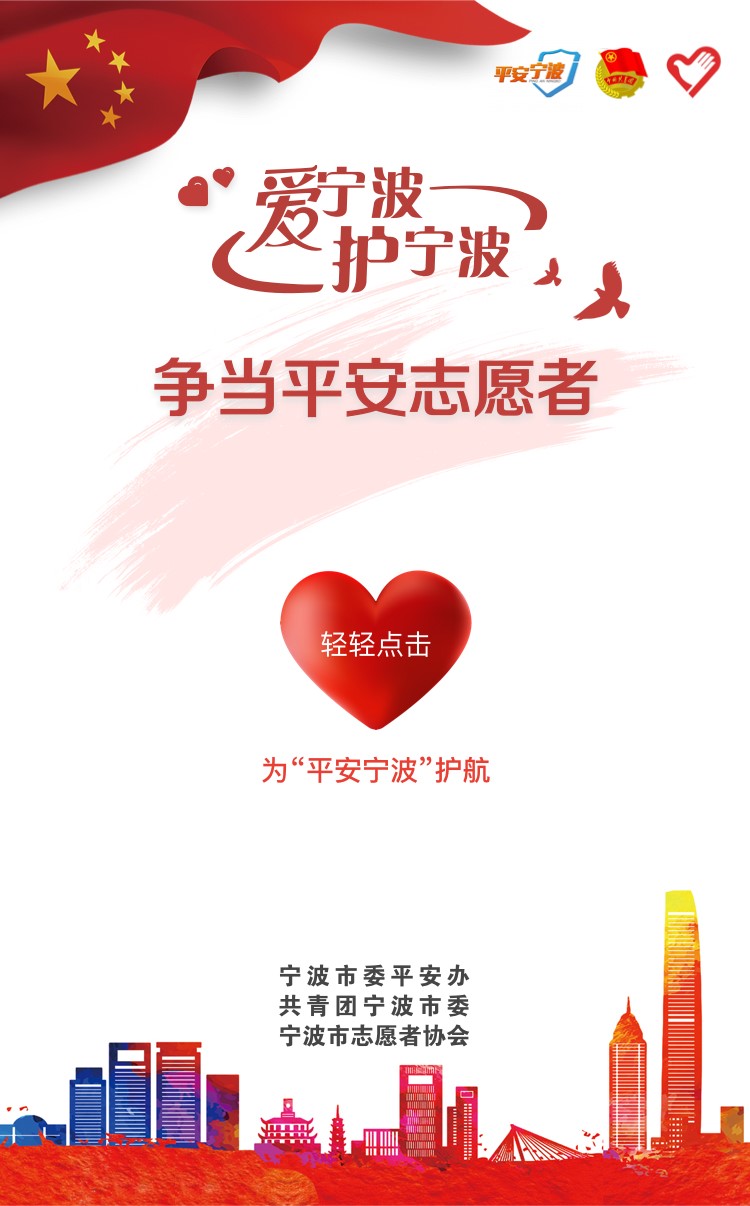 平安宁波
爱宁波
护宁波
争当平安志愿者
轻轻点击
为“平安宁波”护航
宁波市委平安办
共青团宁波市委
宁波市志愿者协会